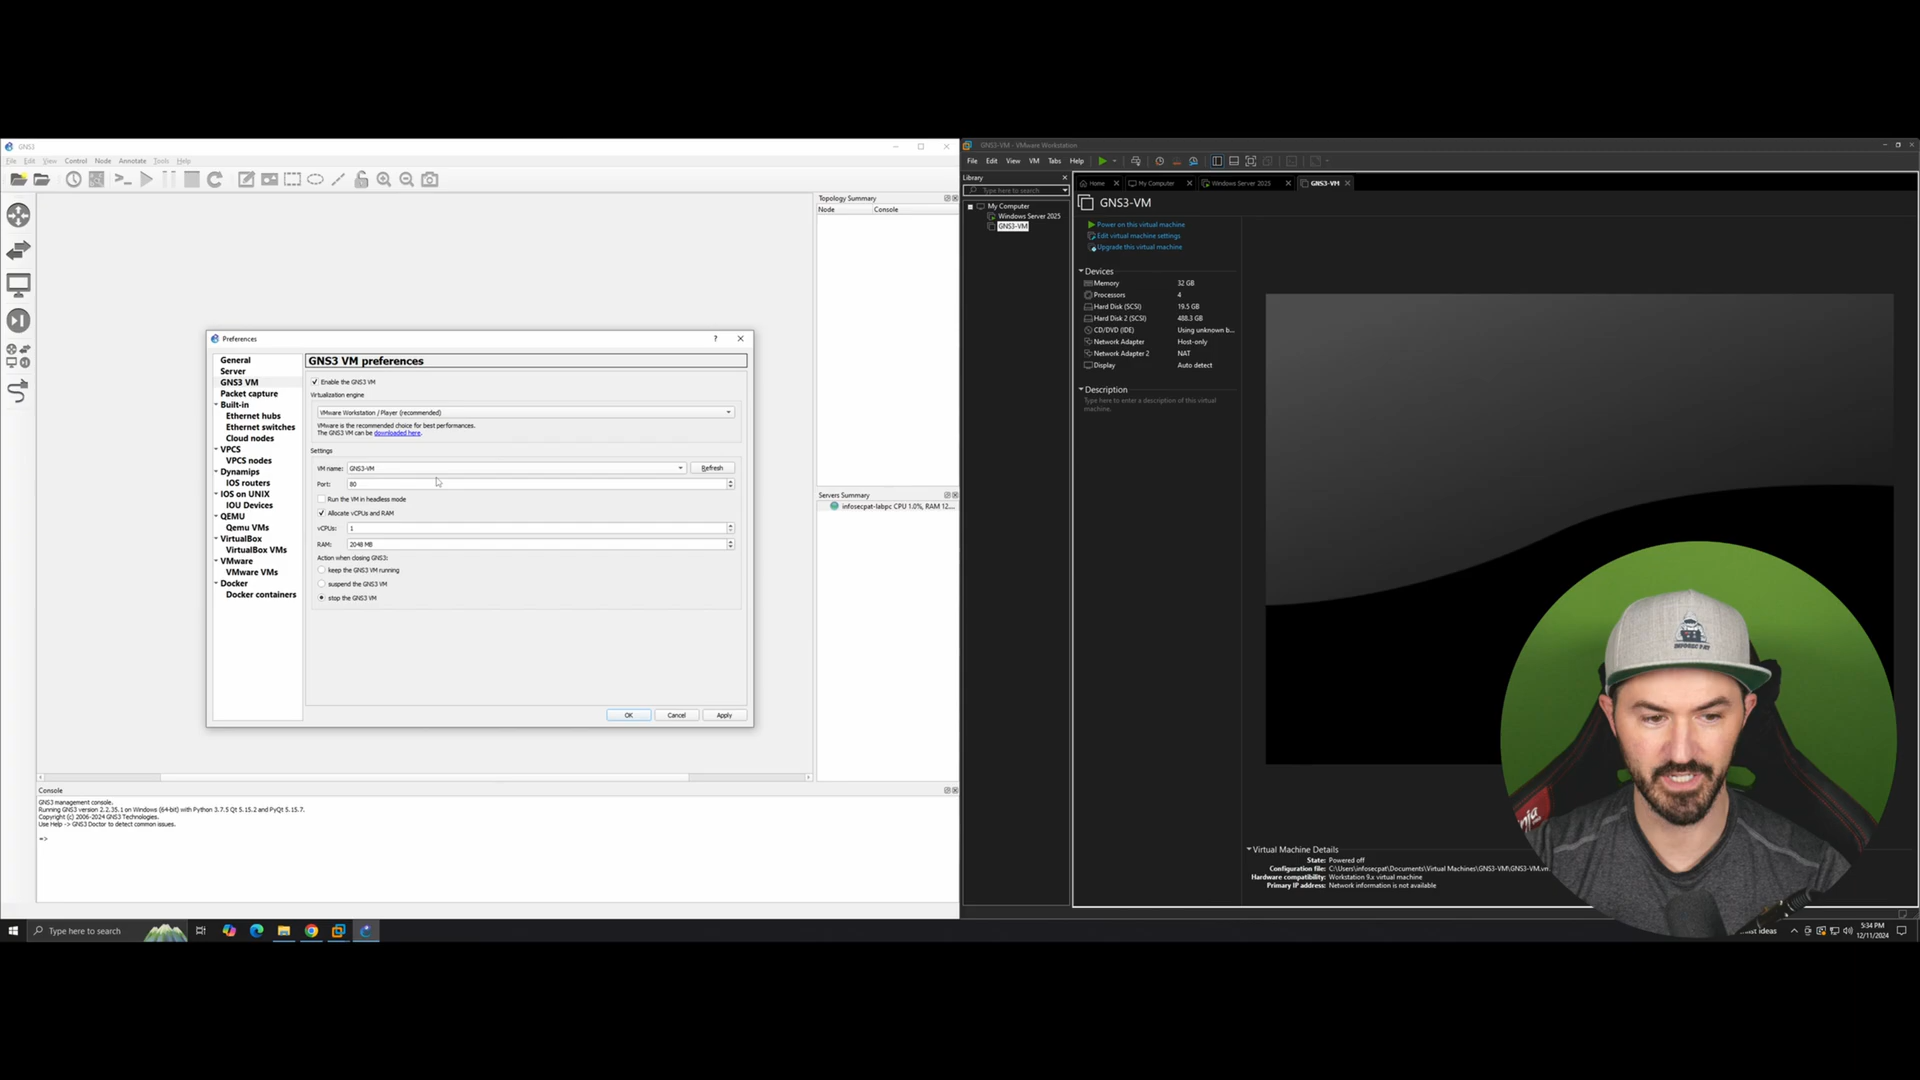 GNS3
File Edit View Control Node Annotate Tools Help
Topology Summary
Node Console
Preferences
General
Server
GNS3 VM
Packet capture
Built-in
Ethernet hubs
Ethernet switches
Cloud nodes
VPCS
VPCS nodes
Dynamips
IOS routers
IOS on UNIX
IOU Devices
QEMU
Qemu VMs
VirtualBox
VirtualBox VMs
VMware
VMware VMs
Docker
Docker containers
GNS3 VM preferences
Enable the GNS3 VM
Virtualization engine
VMware Workstation / Player (recommended)
VMware is the recommended choice for best performances.
The GNS3 VM can be downloaded here.
Settings
VM name: GNS3-VM Refresh
Port: 80
Run the VM in headless mode
Allocate vCPUs and RAM
vCPUs: 1
RAM: 2048 MB
Action when closing GNS3:
keep the GNS3 VM running
suspend the GNS3 VM
stop the GNS3 VM
OK Cancel Apply
Servers Summary
infosecpat-labpc CPU 1.0%, RAM 12....
Console
GNS3 management console.
Running GNS3 version 2.2.35.1 on Windows (64-bit) with Python 3.7.5 Qt 5.15.2 and PyQt 5.15.7.
Copyright (c) 2006-2024 GNS3 Technologies.
Use Help -> GNS3 Doctor to detect common issues.
=>
GNS3-VM - VMware Workstation
File Edit View VM Tabs Help
Library
Type here to search
My Computer
Windows Server 2025
GNS3-VM
Home My Computer Windows Server 2025 GNS3-VM
GNS3-VM
Power on this virtual machine
Edit virtual machine settings
Upgrade this virtual machine
Devices
Memory 32 GB
Processors 4
Hard Disk (SCSI) 19.5 GB
Hard Disk 2 (SCSI) 488.3 GB
CD/DVD (IDE) Using unknown b...
Network Adapter Host-only
Network Adapter 2 NAT
Display Auto detect
Description
Type here to enter a description of this virtual
machine.
INFOSEC PAT
Virtual Machine Details
State: Powered off
Configuration file: C:\Users\infosecpat\Documents\Virtual Machines\GNS3-VM\GNS3-VM.vm
Hardware compatibility: Workstation 9.x virtual machine
Primary IP address: Network information is not available
Type here to search
5:34 PM
12/11/2024